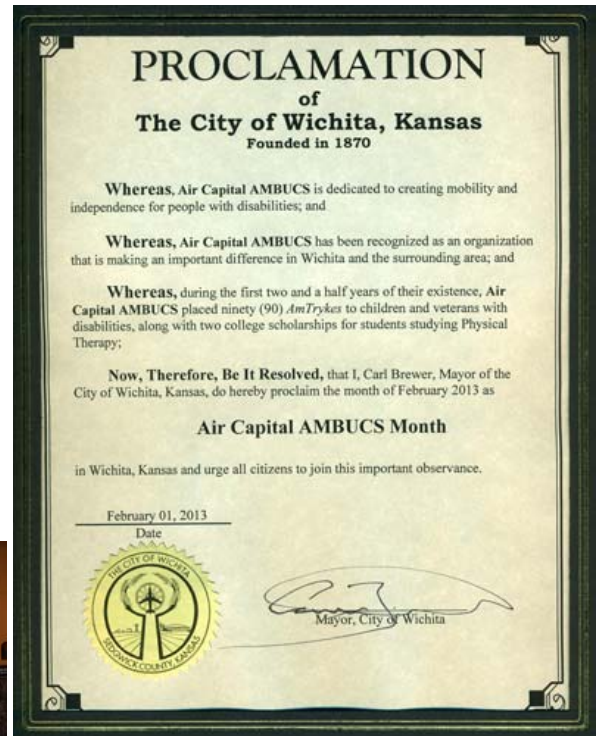 PROCLAMATION
of
The City of Wichita, Kansas
Founded in 1870
Whereas, Air Capital AMBUCS is dedicated to creating mobility and
independence for people with disabilities; and
Whereas, Air Capital AMBUCS has been recognized as an organization
that is making an important difference in Wichita and the surrounding area; and
Whereas, during the first two and a half years of their existence, Air
Capital AMBUCS placed ninety (90) AmTrykes to children and veterans with
disabilities, along with two college scholarships for students studying Physical
Therapy;
Now, Therefore, Be It Resolved, that I, Carl Brewer, Mayor of the
City of Wichita, Kansas, do hereby proclaim the month of February 2013 as
Air Capital AMBUCS Month
in Wichita, Kansas and urge all citizens to join this important observance.
February 01, 2013
Date
THE CITY OF WICHITA
SEDGWICK COUNTY, KANSAS
Mayor, City of Wichita